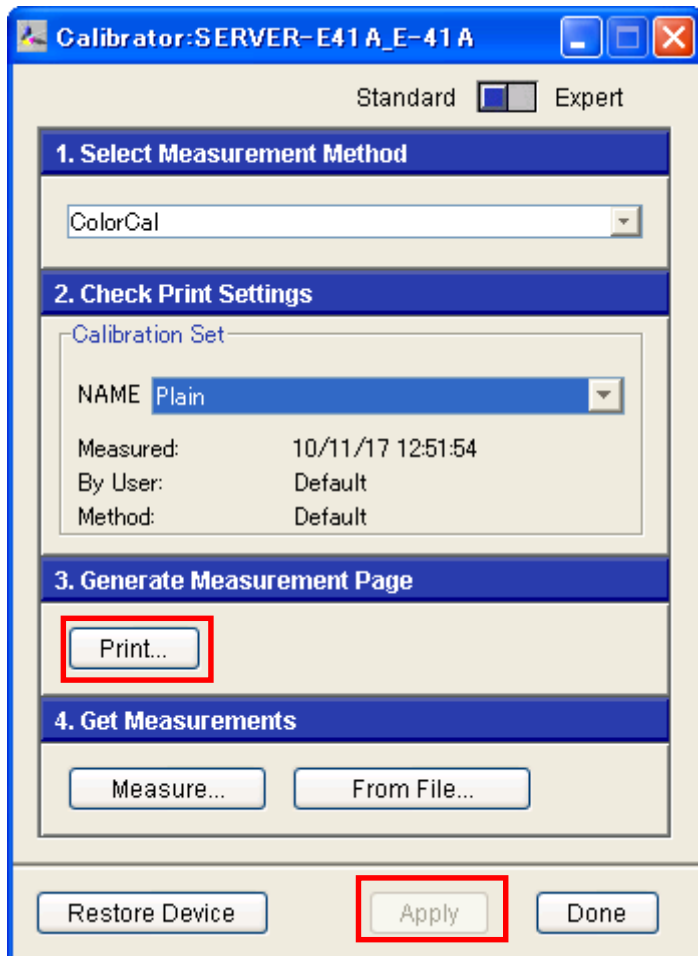 Calibrator:SERVER-E41A_E-41A
Standard Expert
1. Select Measurement Method
ColorCal
2. Check Print Settings
Calibration Set
NAME Plain
Measured: 10/11/17 12:51:54
By User: Default
Method: Default
3. Generate Measurement Page
Print...
4. Get Measurements
Measure... From File...
Restore Device Apply Done